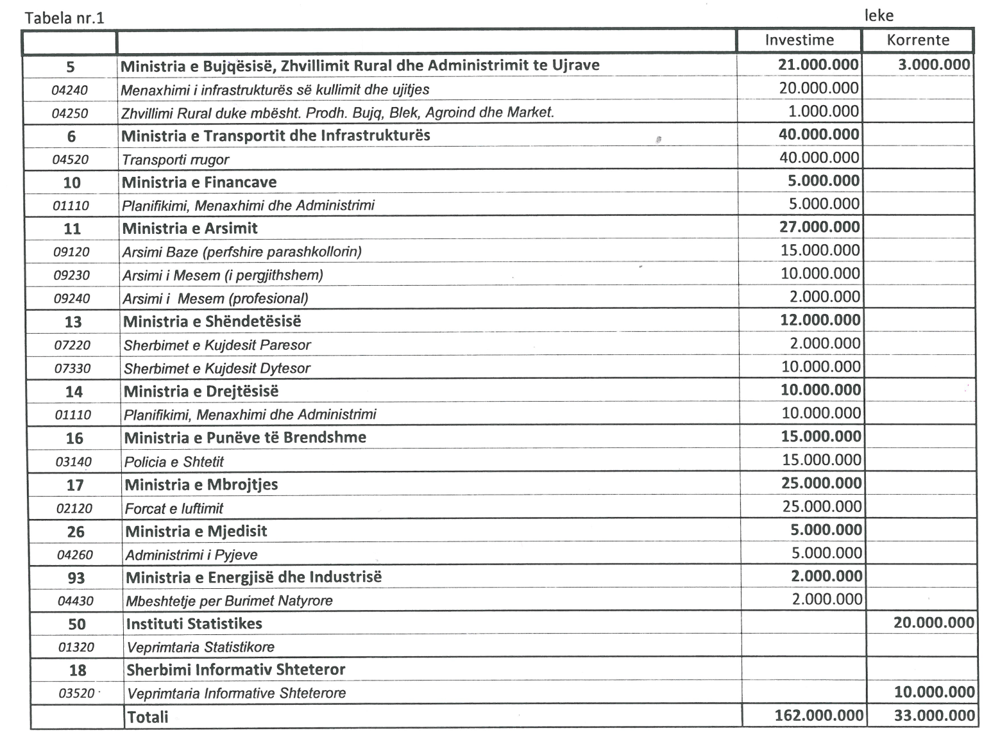 Tabela nr.1 leke
Investime Korrente
5 Ministria e Bujqësisë, Zhvillimit Rural dhe Administrimit te Ujrave 21.000.000 3.000.000
04240 Menaxhimi i infrastrukturës së kullimit dhe ujitjes 20.000.000
04250 Zhvillimi Rural duke mbësht. Prodh. Bujq, Blek, Agroind dhe Market. 1.000.000
6 Ministria e Transportit dhe Infrastrukturës 40.000.000
04520 Transporti rrugor 40.000.000
10 Ministria e Financave 5.000.000
01110 Planifikimi, Menaxhimi dhe Administrimi 5.000.000
11 Ministria e Arsimit 27.000.000
09120 Arsimi Baze (perfshire parashkollorin) 15.000.000
09230 Arsimi i Mesem (i pergjithshem) 10.000.000
09240 Arsimi i Mesem (profesional) 2.000.000
13 Ministria e Shëndetësisë 12.000.000
07220 Sherbimet e Kujdesit Paresor 2.000.000
07330 Sherbimet e Kujdesit Dytesor 10.000.000
14 Ministria e Drejtësisë 10.000.000
01110 Planifikimi, Menaxhimi dhe Administrimi 10.000.000
16 Ministria e Punëve të Brendshme 15.000.000
03140 Policia e Shtetit 15.000.000
17 Ministria e Mbrojtjes 25.000.000
02120 Forcat e luftimit 25.000.000
26 Ministria e Mjedisit 5.000.000
04260 Administrimi i Pyjeve 5.000.000
93 Ministria e Energjisë dhe Industrisë 2.000.000
04430 Mbeshtetje per Burimet Natyrore 2.000.000
50 Instituti Statistikes 20.000.000
01320 Veprimtaria Statistikore
18 Sherbimi Informativ Shteteror
03520 Veprimtaria Informative Shteterore 10.000.000
Totali 162.000.000 33.000.000